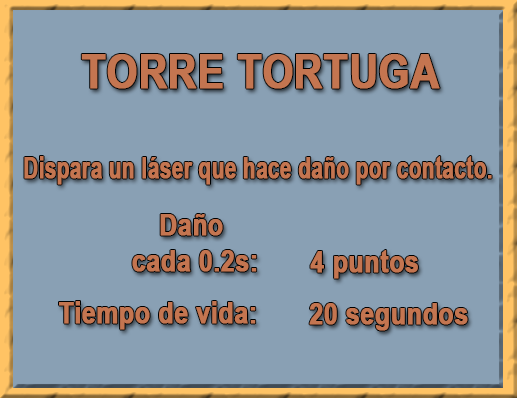 TORRE TORTUGA
Dispara un láser que hace daño por contacto.
Daño
cada 0.2s: 4 puntos
Tiempo de vida: 20 segundos